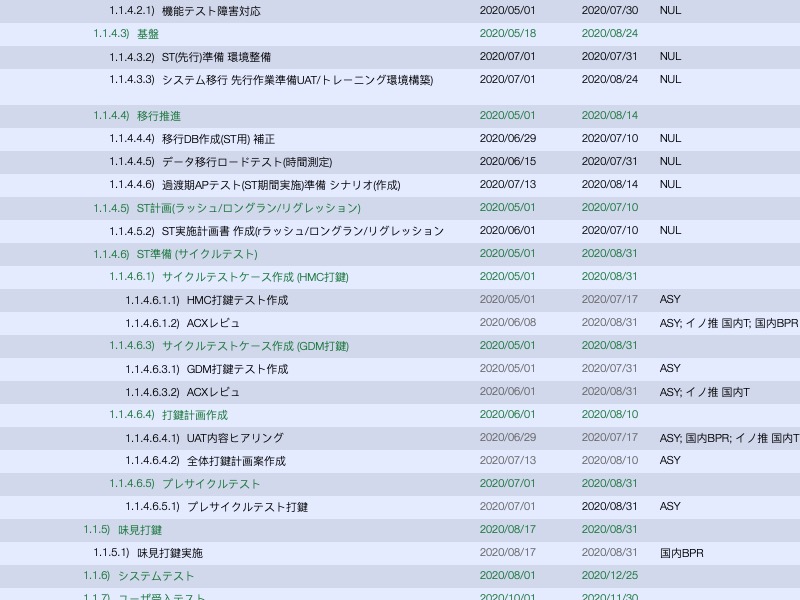 1.1.4.2.1) 機能テスト障害対応 2020/05/01 2020/07/30 NUL
1.1.4.3) 基盤 2020/05/18 2020/08/24
1.1.4.3.2) ST(先行)準備 環境整備 2020/07/01 2020/07/31 NUL
1.1.4.3.3) システム移行 先行作業準備UAT/トレーニング環境構築) 2020/07/01 2020/08/24 NUL
1.1.4.4) 移行推進 2020/05/01 2020/08/14
1.1.4.4.4) 移行DB作成(ST用) 補正 2020/06/29 2020/07/10 NUL
1.1.4.4.5) データ移行ロードテスト(時間測定) 2020/06/15 2020/07/31 NUL
1.1.4.4.6) 過渡期APテスト(ST期間実施)準備 シナリオ(作成) 2020/07/13 2020/08/14 NUL
1.1.4.5) ST計画(ラッシュ/ロングラン/リグレッション) 2020/05/01 2020/07/10
1.1.4.5.2) ST実施計画書 作成(rラッシュ/ロングラン/リグレッション 2020/06/01 2020/07/10 NUL
1.1.4.6) ST準備 (サイクルテスト) 2020/05/01 2020/08/31
1.1.4.6.1) サイクルテストケース作成 (HMC打鍵) 2020/05/01 2020/08/31
1.1.4.6.1.1) HMC打鍵テスト作成 2020/05/01 2020/07/17 ASY
1.1.4.6.1.2) ACXレビュ 2020/06/08 2020/08/31 ASY; イノ推 国内T; 国内BPR
1.1.4.6.3) サイクルテストケース作成 (GDM打鍵) 2020/05/01 2020/08/31
1.1.4.6.3.1) GDM打鍵テスト作成 2020/05/01 2020/07/31 ASY
1.1.4.6.3.2) ACXレビュ 2020/06/01 2020/08/31 ASY; イノ推 国内T
1.1.4.6.4) 打鍵計画作成 2020/06/01 2020/08/10
1.1.4.6.4.1) UAT内容ヒアリング 2020/06/29 2020/07/17 ASY; 国内BPR; イノ推 国内T
1.1.4.6.4.2) 全体打鍵計画案作成 2020/07/13 2020/08/10 ASY
1.1.4.6.5) プレサイクルテスト 2020/07/01 2020/08/31
1.1.4.6.5.1) プレサイクルテスト打鍵 2020/07/01 2020/08/31 ASY
1.1.5) 味見打鍵 2020/08/17 2020/08/31
1.1.5.1) 味見打鍵実施 2020/08/17 2020/08/31 国内BPR
1.1.6) システムテスト 2020/08/01 2020/12/25
1.1.7) ユーザ受入テスト 2020/10/01 2020/11/30